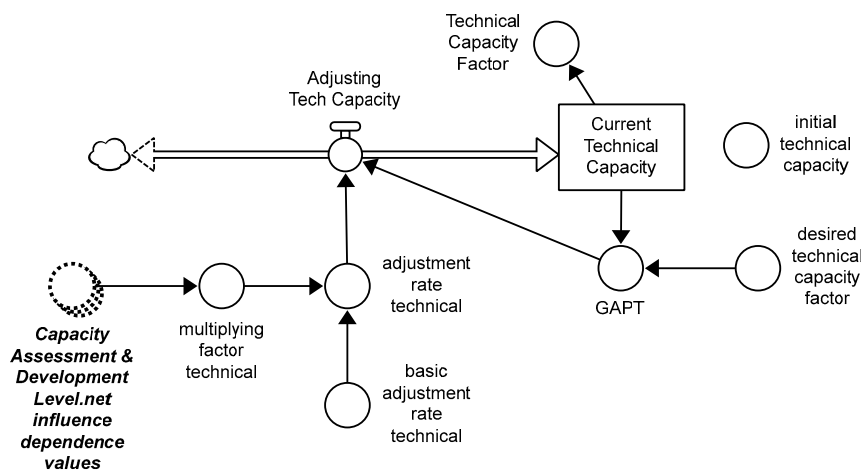 Technical
Capacity
Factor
Adjusting
Tech Capacity
Current
Technical
Capacity
initial
technical
capacity
desired
technical
capacity
factor
GAPT
adjustment
rate
technical
multiplying
factor
technical
basic
adjustment
rate
technical
Capacity
Assessment &
Development
Level.net
influence
dependence
values